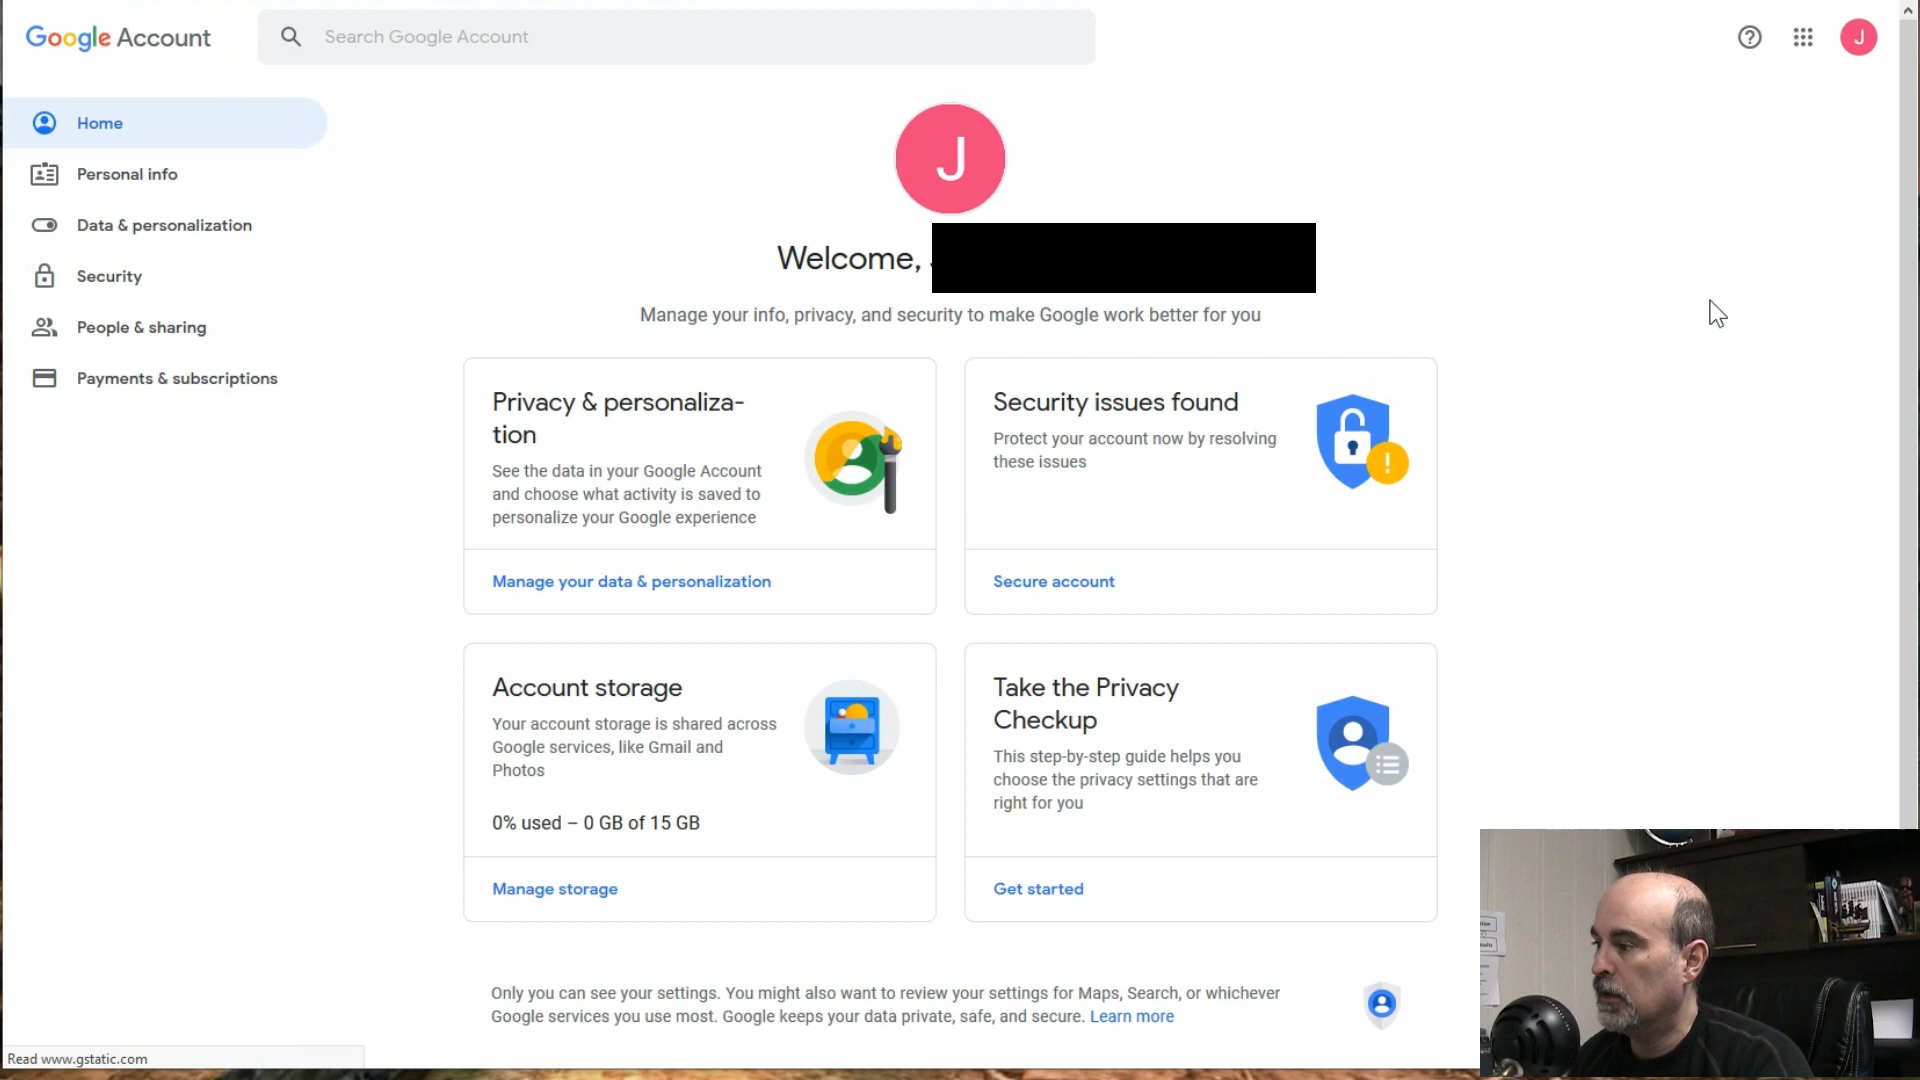 Google Account
Search Google Account
J
Home
Personal info
Data & personalization
Security
People & sharing
Payments & subscriptions
J
Welcome,
Manage your info, privacy, and security to make Google work better for you
Privacy & personaliza-
tion
See the data in your Google Account
and choose what activity is saved to
personalize your Google experience
Manage your data & personalization
Security issues found
Protect your account now by resolving
these issues
Secure account
Account storage
Your account storage is shared across
Google services, like Gmail and
Photos
0% used – 0 GB of 15 GB
Manage storage
Take the Privacy
Checkup
This step-by-step guide helps you
choose the privacy settings that are
right for you
Get started
Only you can see your settings. You might also want to review your settings for Maps, Search, or whichever
Google services you use most. Google keeps your data private, safe, and secure. Learn more
Read www.gstatic.com